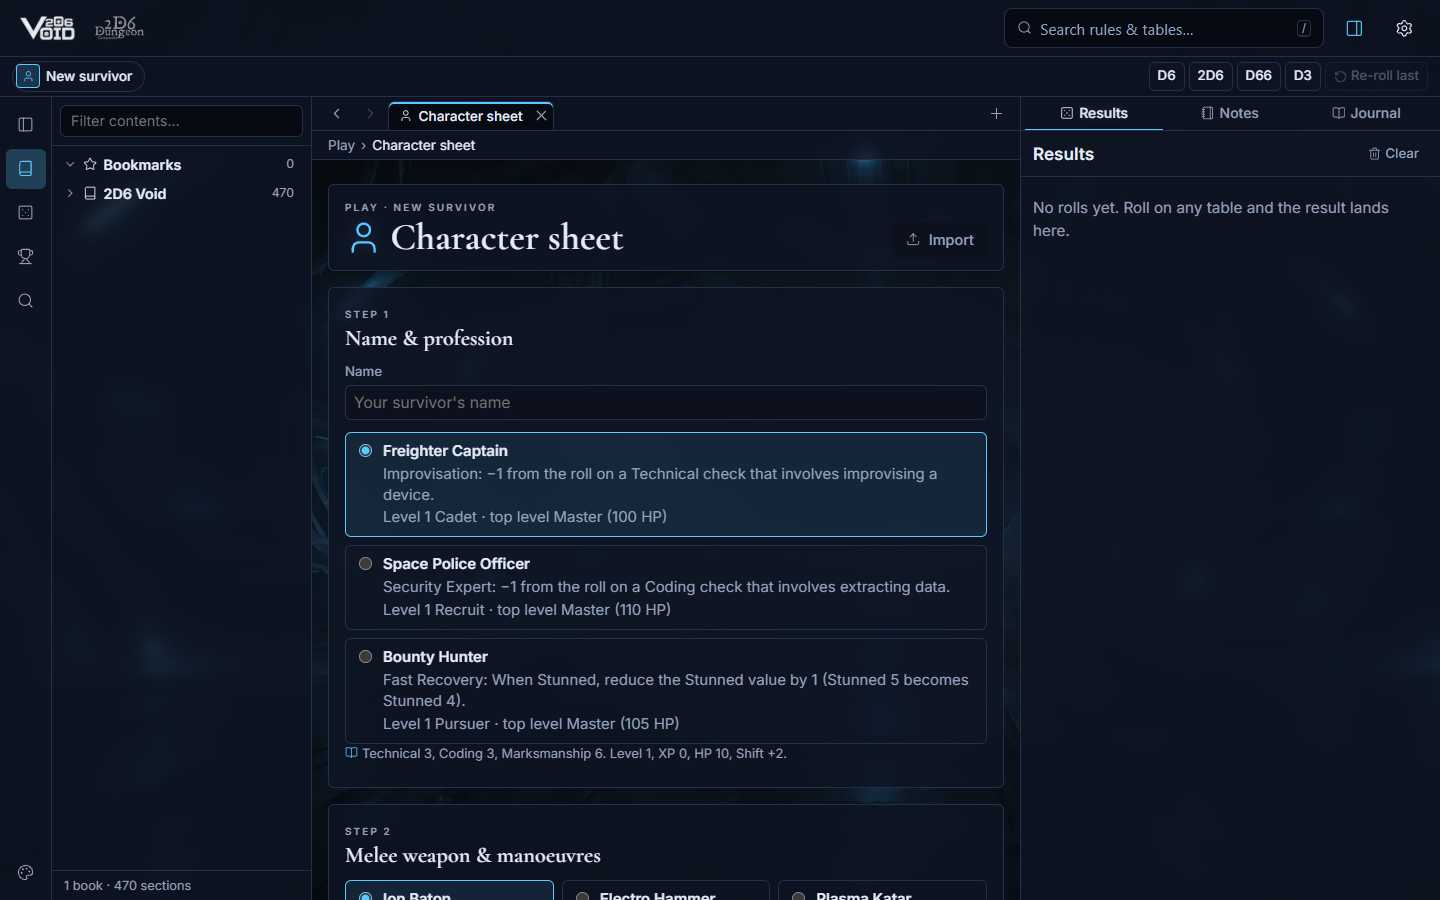 2D6 VOID
2D6 Dungeon
Search rules & tables...
/
New survivor
D6
2D6
D66
D3
Re-roll last
Filter contents...
Bookmarks
0
2D6 Void
470
1 book · 470 sections
Character sheet
Play › Character sheet
PLAY · NEW SURVIVOR
Character sheet
Import
STEP 1
Name & profession
Name
Your survivor's name
Freighter Captain
Improvisation: −1 from the roll on a Technical check that involves improvising a
device.
Level 1 Cadet · top level Master (100 HP)
Space Police Officer
Security Expert: −1 from the roll on a Coding check that involves extracting data.
Level 1 Recruit · top level Master (110 HP)
Bounty Hunter
Fast Recovery: When Stunned, reduce the Stunned value by 1 (Stunned 5 becomes
Stunned 4).
Level 1 Pursuer · top level Master (105 HP)
Technical 3, Coding 3, Marksmanship 6. Level 1, XP 0, HP 10, Shift +2.
STEP 2
Melee weapon & manoeuvres
Ion Baton
Electro Hammer
Plasma Katar
Results
Notes
Journal
Results
Clear
No rolls yet. Roll on any table and the result lands
here.